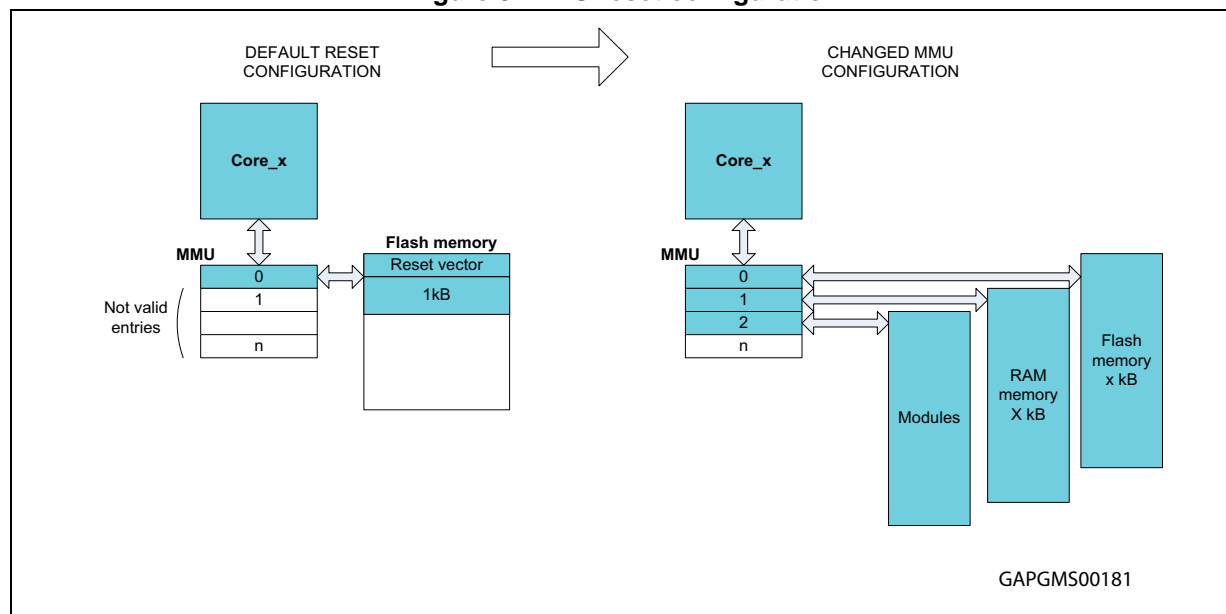 DEFAULT RESET
CONFIGURATION
CHANGED MMU
CONFIGURATION
Core_x
MMU
0
1
n
Not valid
entries
Flash memory
Reset vector
1kB
Core_x
MMU
0
1
2
n
Modules
RAM
memory
X kB
Flash
memory
x kB
GAPGMS00181